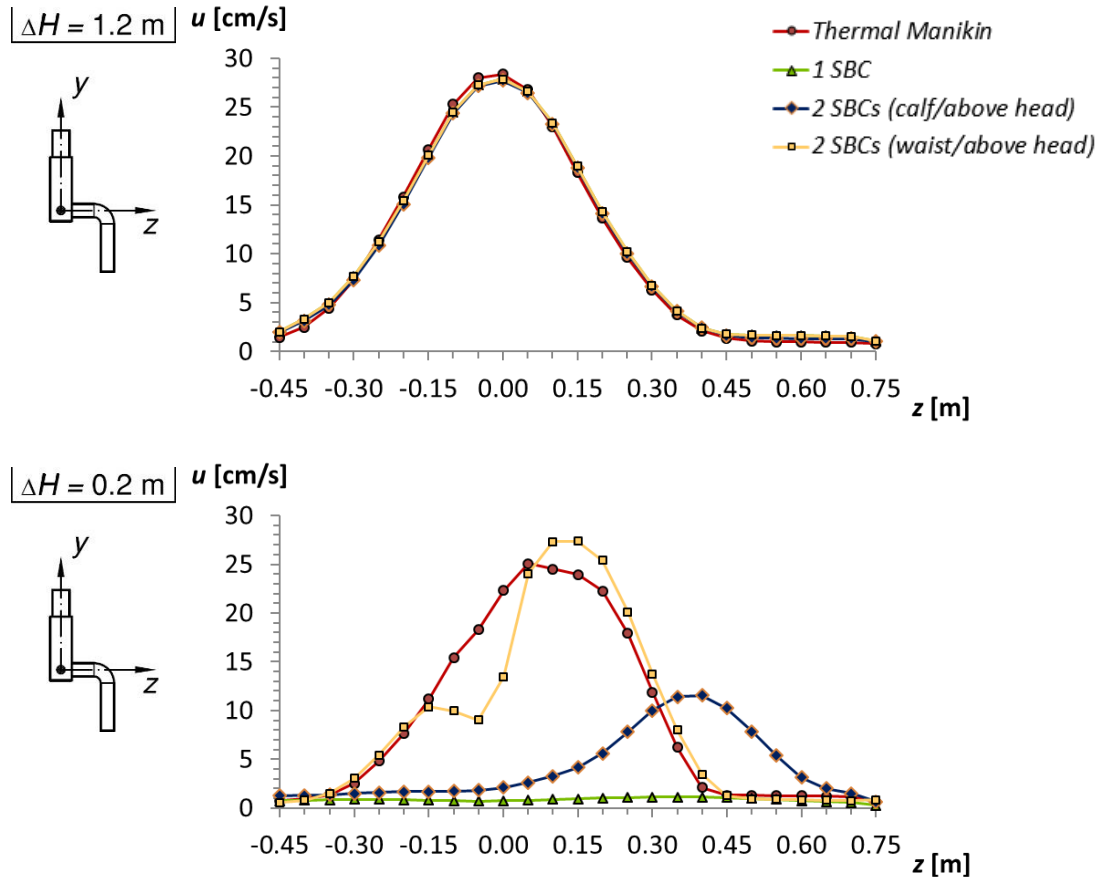 ΔH = 1.2 m
u [cm/s]
Thermal Manikin
1 SBC
2 SBCs (calf/above head)
2 SBCs (waist/above head)
30
25
20
15
10
5
0
-0.45 -0.30 -0.15 0.00 0.15 0.30 0.45 0.60 0.75
z [m]
y
z
ΔH = 0.2 m
u [cm/s]
30
25
20
15
10
5
0
-0.45 -0.30 -0.15 0.00 0.15 0.30 0.45 0.60 0.75
z [m]
y
z